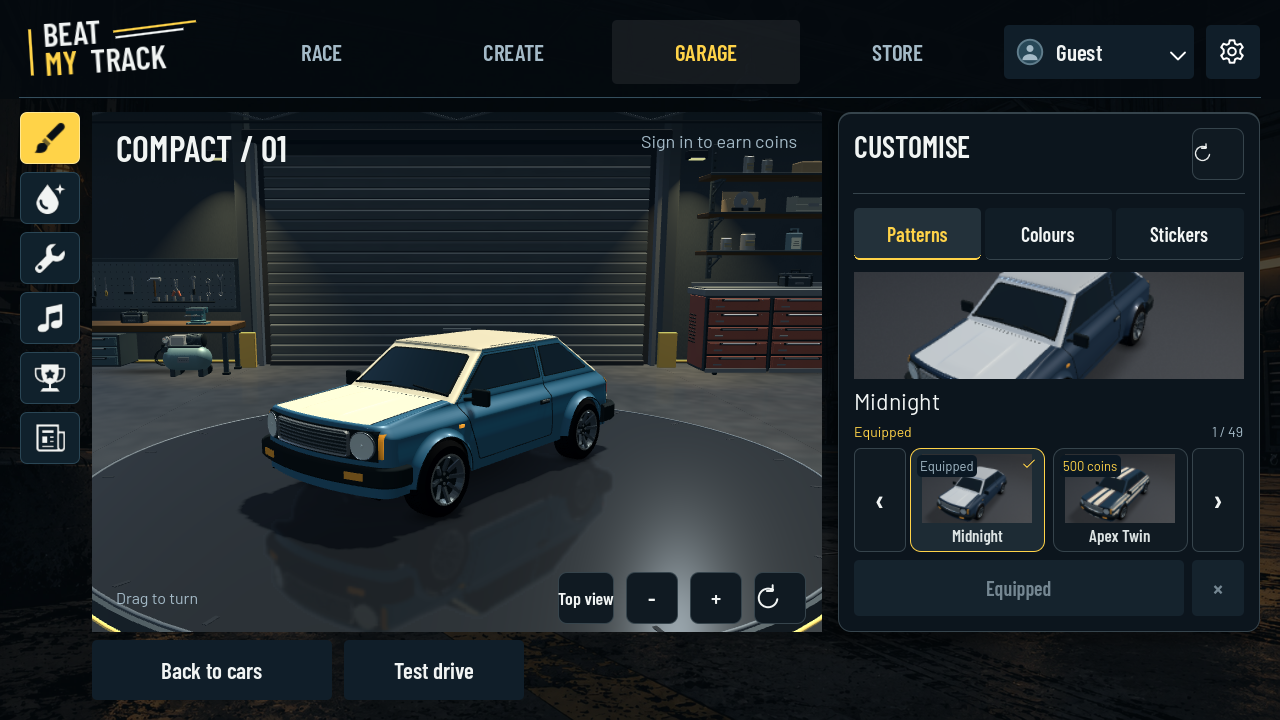 BEAT
MY TRACK
RACE
CREATE
GARAGE
STORE
Guest
COMPACT / 01
Sign in to earn coins
Drag to turn
Top view
-
+
Back to cars
Test drive
CUSTOMISE
Patterns
Colours
Stickers
Midnight
Equipped
1 / 49
‹
Equipped
Midnight
500 coins
Apex Twin
›
Equipped
×